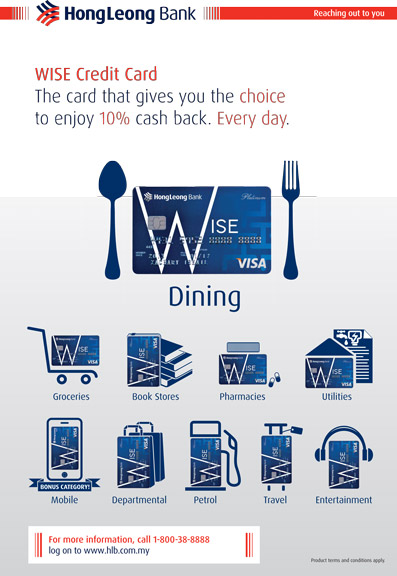 HongLeong Bank
Reaching out to you
WISE Credit Card
The card that gives you the choice
to enjoy 10% cash back. Every day.
HongLeong Bank Platinum
WISE
VISA
Dining
Groceries
Book Stores
Pharmacies
Utilities
BONUS CATEGORY!
Mobile
Departmental
Petrol
Travel
Entertainment
For more information, call 1-800-38-8888
log on to www.hlb.com.my
Product terms and conditions apply.